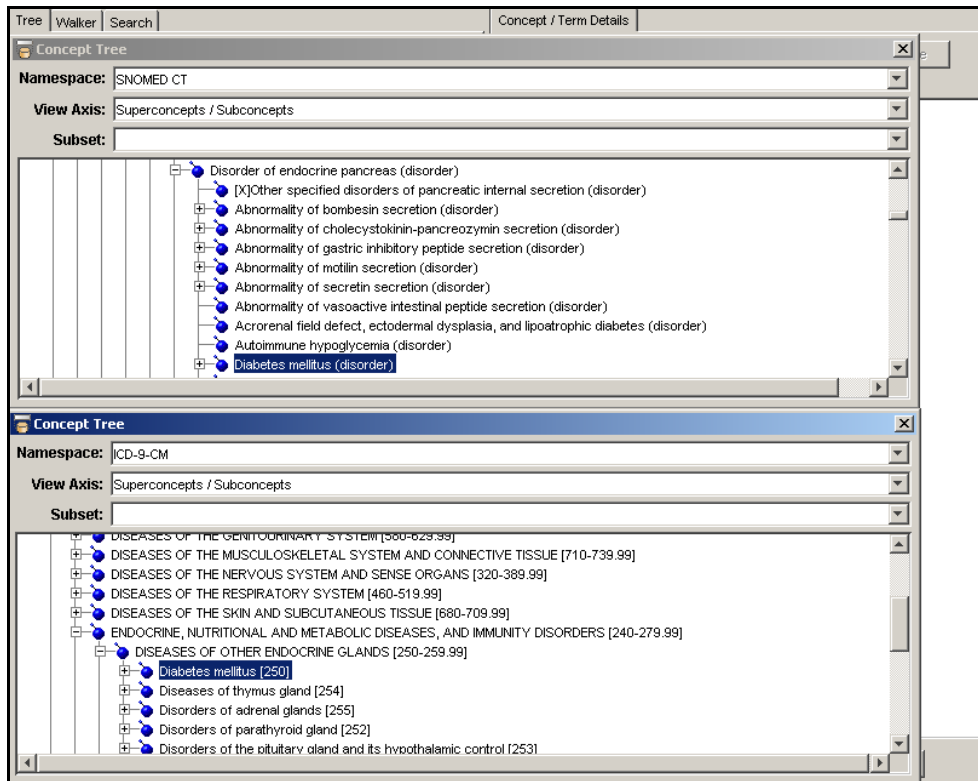 Tree Walker Search Concept / Term Details
Concept Tree
Namespace: SNOMED CT
View Axis: Superconcepts / Subconcepts
Subset:
Disorder of endocrine pancreas (disorder)
[X]Other specified disorders of pancreatic internal secretion (disorder)
Abnormality of bombesin secretion (disorder)
Abnormality of cholecystokinin-pancreozymin secretion (disorder)
Abnormality of gastric inhibitory peptide secretion (disorder)
Abnormality of motilin secretion (disorder)
Abnormality of secretin secretion (disorder)
Abnormality of vasoactive intestinal peptide secretion (disorder)
Acrorenal field defect, ectodermal dysplasia, and lipoatrophic diabetes (disorder)
Autoimmune hypoglycemia (disorder)
Diabetes mellitus (disorder)
Concept Tree
Namespace: ICD-9-CM
View Axis: Superconcepts / Subconcepts
Subset:
DISEASES OF THE GENITOURINARY SYSTEM [580-629.99]
DISEASES OF THE MUSCULOSKELETAL SYSTEM AND CONNECTIVE TISSUE [710-739.99]
DISEASES OF THE NERVOUS SYSTEM AND SENSE ORGANS [320-389.99]
DISEASES OF THE RESPIRATORY SYSTEM [460-519.99]
DISEASES OF THE SKIN AND SUBCUTANEOUS TISSUE [680-709.99]
ENDOCRINE, NUTRITIONAL AND METABOLIC DISEASES, AND IMMUNITY DISORDERS [240-279.99]
DISEASES OF OTHER ENDOCRINE GLANDS [250-259.99]
Diabetes mellitus [250]
Diseases of thymus gland [254]
Disorders of adrenal glands [255]
Disorders of parathyroid gland [252]
Disorders of the pituitary gland and its hypothalamic control [253]